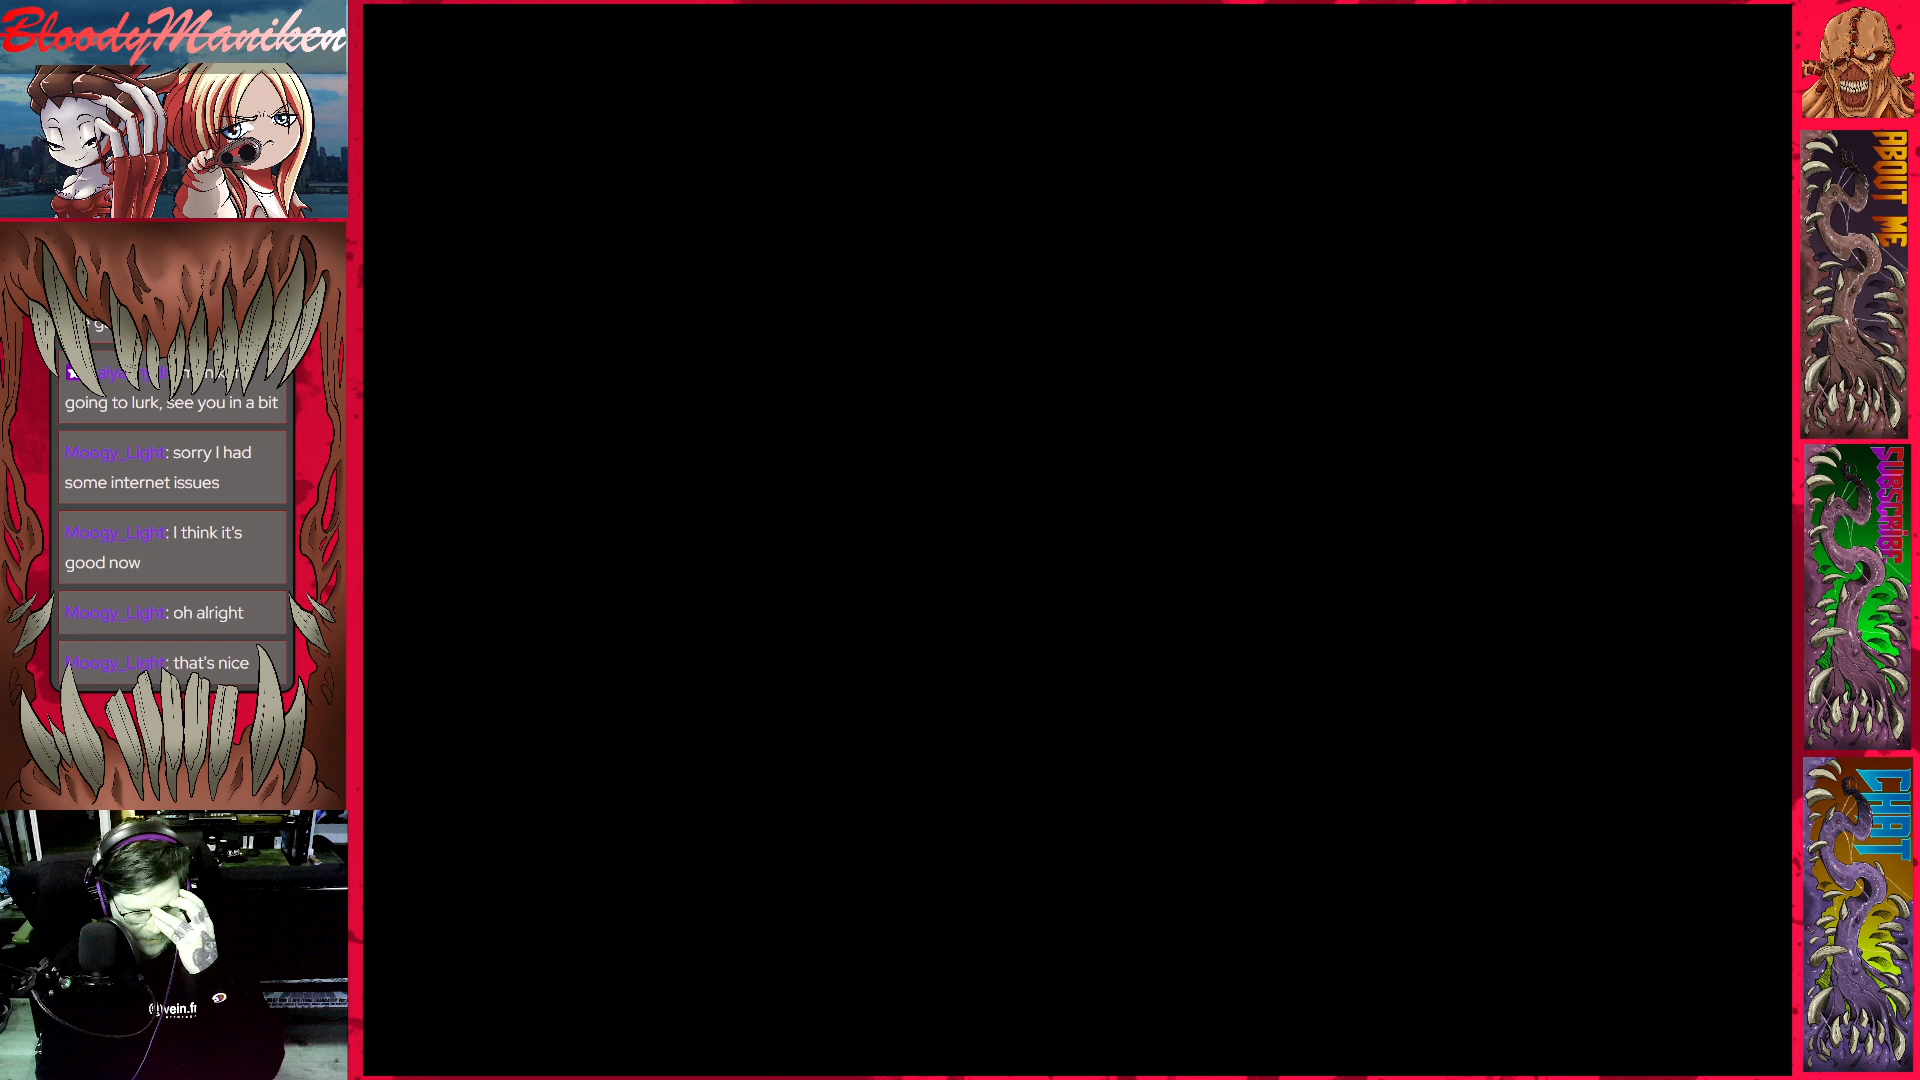 BloodyManiken
going to lurk, see you in a bit
Moogy_Light: sorry I had
some internet issues
Moogy_Light: I think it's
good now
Moogy_Light: oh alright
Moogy_Light: that's nice
vein.fm
ABOUT ME
SUBSCRIBE
CHAT